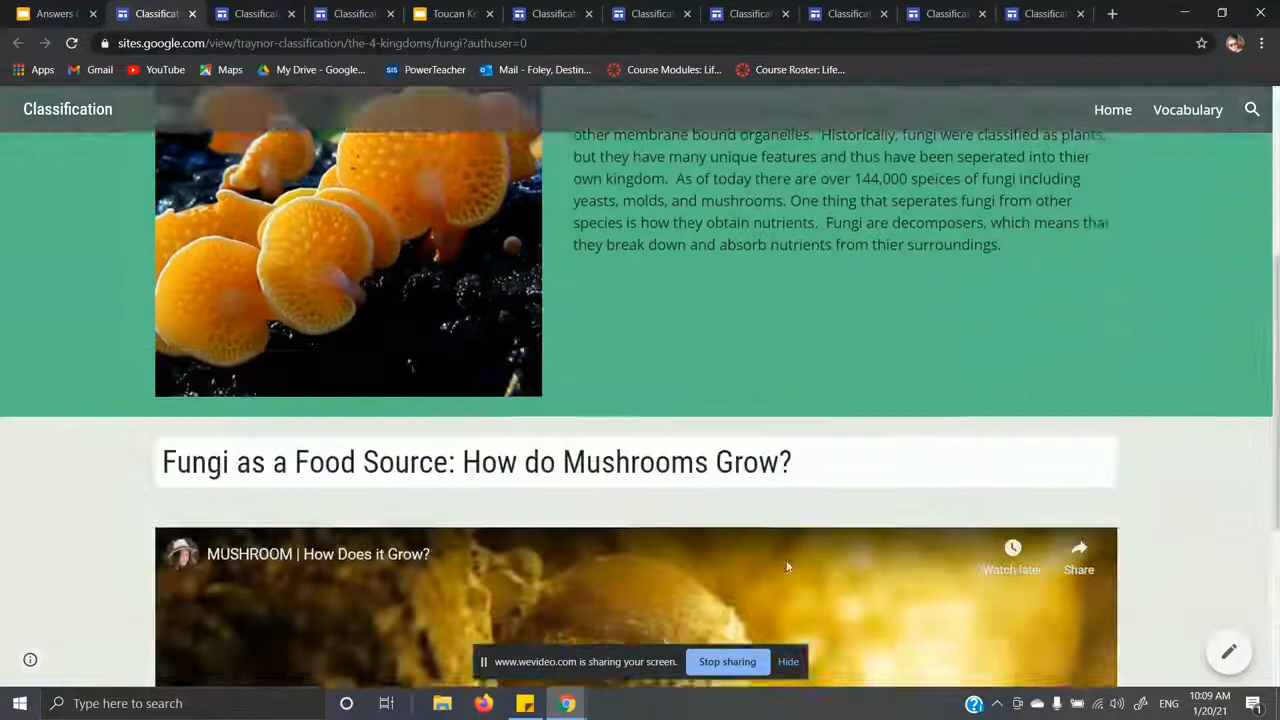 Answers
Classificat
Classificat
Classificat
Toucan Ke
Classificat
Classificat
Classificat
Classificat
Classificat
Classificat
sites.google.com/view/traynor-classification/the-4-kingdoms/fungi?authuser=0
Apps
Gmail
YouTube
Maps
My Drive - Google...
SIS PowerTeacher
Mail - Foley, Destin...
Course Modules: Lif...
Course Roster: Life...
Classification
Home
Vocabulary
other membrane bound organelles. Historically, fungi were classified as plants,
but they have many unique features and thus have been seperated into thier
own kingdom. As of today there are over 144,000 speices of fungi including
yeasts, molds, and mushrooms. One thing that seperates fungi from other
species is how they obtain nutrients. Fungi are decomposers, which means that
they break down and absorb nutrients from thier surroundings.
Fungi as a Food Source: How do Mushrooms Grow?
MUSHROOM | How Does it Grow?
Watch later
Share
www.wevideo.com is sharing your screen.
Stop sharing
Hide
Type here to search
ENG
10:09 AM
1/20/21